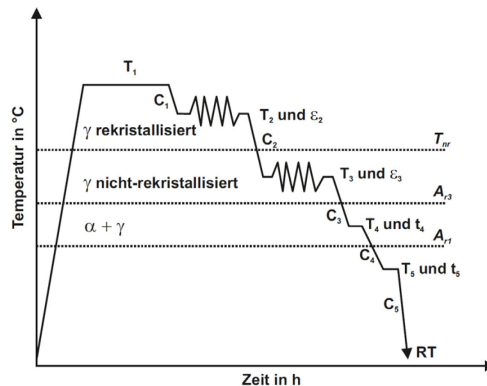 Temperatur in °C
T₁
C₁
T₂ und ε₂
γ rekristallisiert
C₂
Tnr
γ nicht-rekristallisiert
T₃ und ε₃
Ar3
C₃
T₄ und t₄
α + γ
Ar1
C₄
T₅ und t₅
C₅
RT
Zeit in h